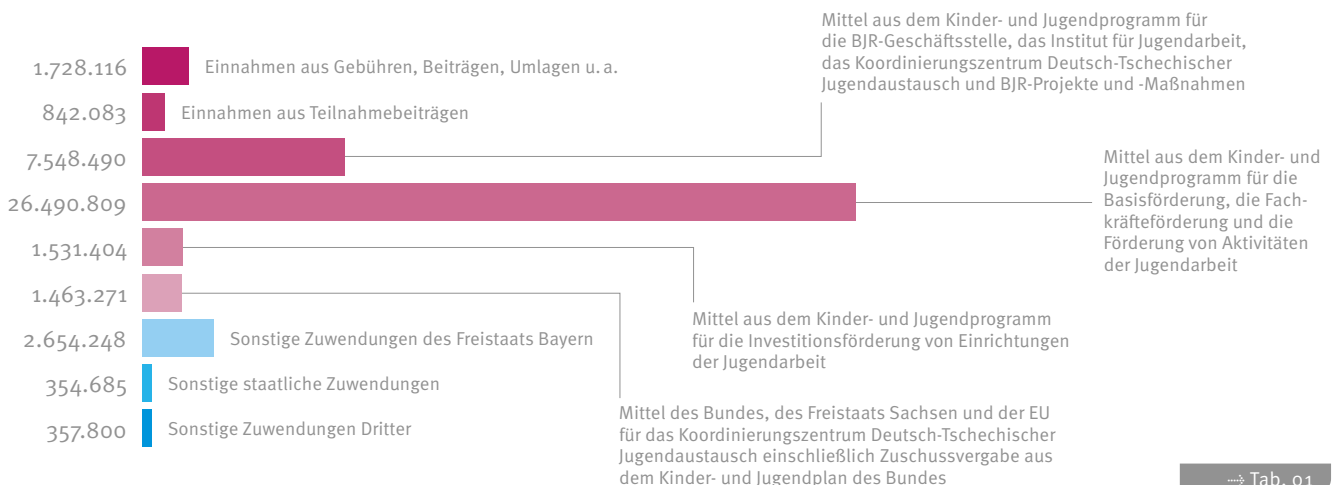 Mittel aus dem Kinder- und Jugendprogramm für
die BJR-Geschäftsstelle, das Institut für Jugendarbeit,
das Koordinierungszentrum Deutsch-Tschechischer
Jugendaustausch und BJR-Projekte und -Maßnahmen
1.728.116 Einnahmen aus Gebühren, Beiträgen, Umlagen u. a.
842.083 Einnahmen aus Teilnahmebeiträgen
7.548.490
26.490.809
Mittel aus dem Kinder- und
Jugendprogramm für die
Basisförderung, die Fach-
kräfteförderung und die
Förderung von Aktivitäten
der Jugendarbeit
1.531.404
1.463.271
Mittel aus dem Kinder- und Jugendprogramm
für die Investitionsförderung von Einrichtungen
der Jugendarbeit
2.654.248 Sonstige Zuwendungen des Freistaats Bayern
354.685 Sonstige staatliche Zuwendungen
357.800 Sonstige Zuwendungen Dritter
Mittel des Bundes, des Freistaats Sachsen und der EU
für das Koordinierungszentrum Deutsch-Tschechischer
Jugendaustausch einschließlich Zuschussvergabe aus
dem Kinder- und Jugendplan des Bundes
→ Tab. 01